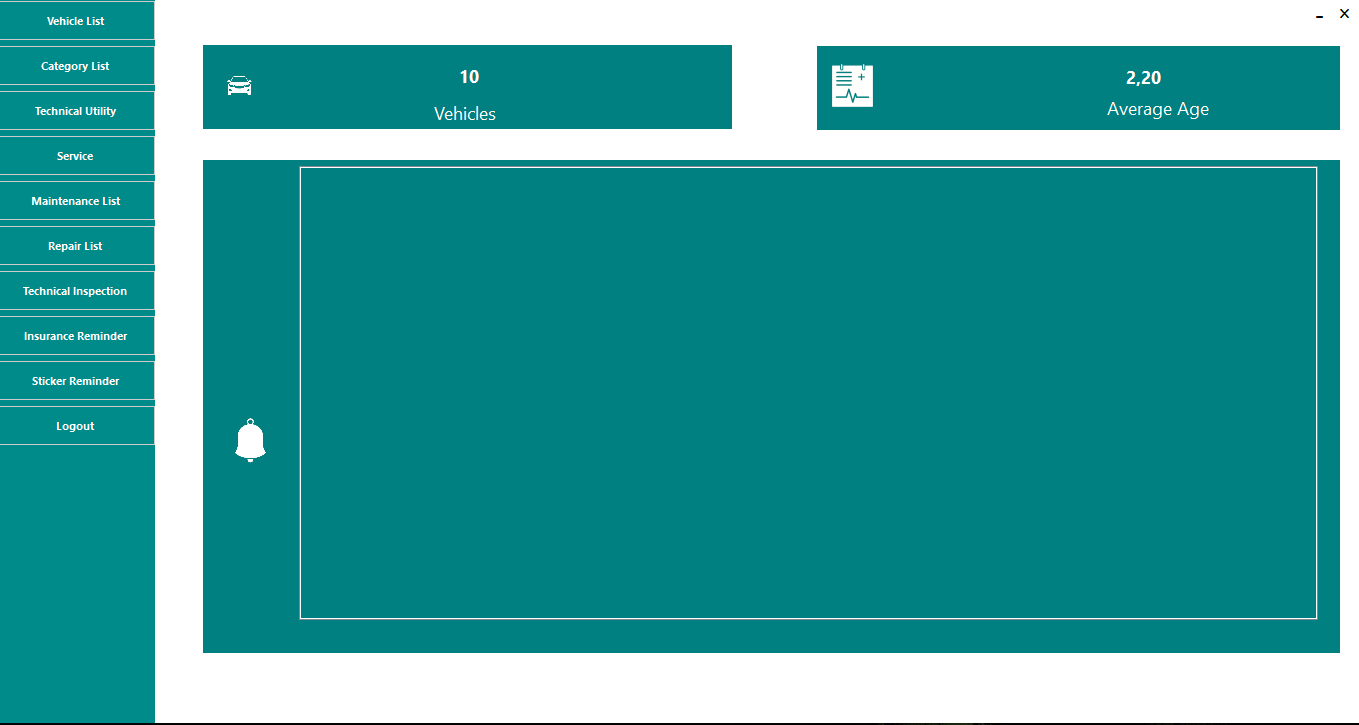 Vehicle List
Category List
Technical Utility
Service
Maintenance List
Repair List
Technical Inspection
Insurance Reminder
Sticker Reminder
Logout
10
Vehicles
2,20
Average Age